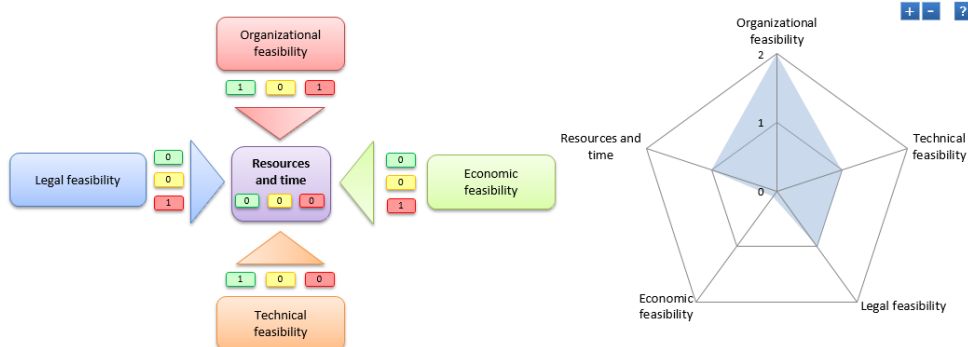 Organizational
feasibility
1 0 1
Legal feasibility
0
0
1
Resources
and time
0 0 0
0
0
1
Economic
feasibility
1 0 0
Technical
feasibility
+ - ?
Organizational
feasibility
2
1
0
Resources and
time
Technical
feasibility
Economic
feasibility
Legal feasibility